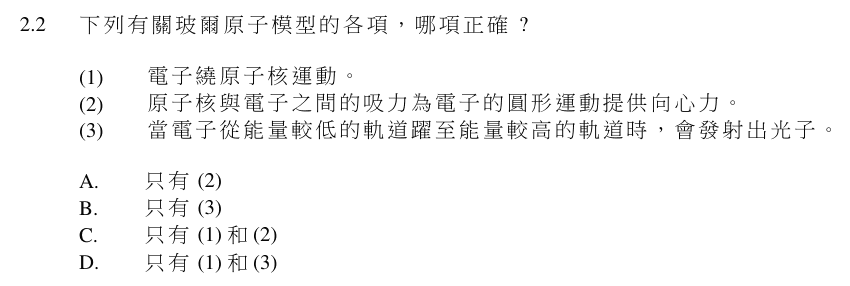 2.2 下列有關玻爾原子模型的各項，哪項正確？
(1) 電子繞原子核運動。
(2) 原子核與電子之間的吸力為電子的圓形運動提供向心力。
(3) 當電子從能量較低的軌道躍至能量較高的軌道時，會發射出光子。
A. 只有 (2)
B. 只有 (3)
C. 只有 (1) 和 (2)
D. 只有 (1) 和 (3)